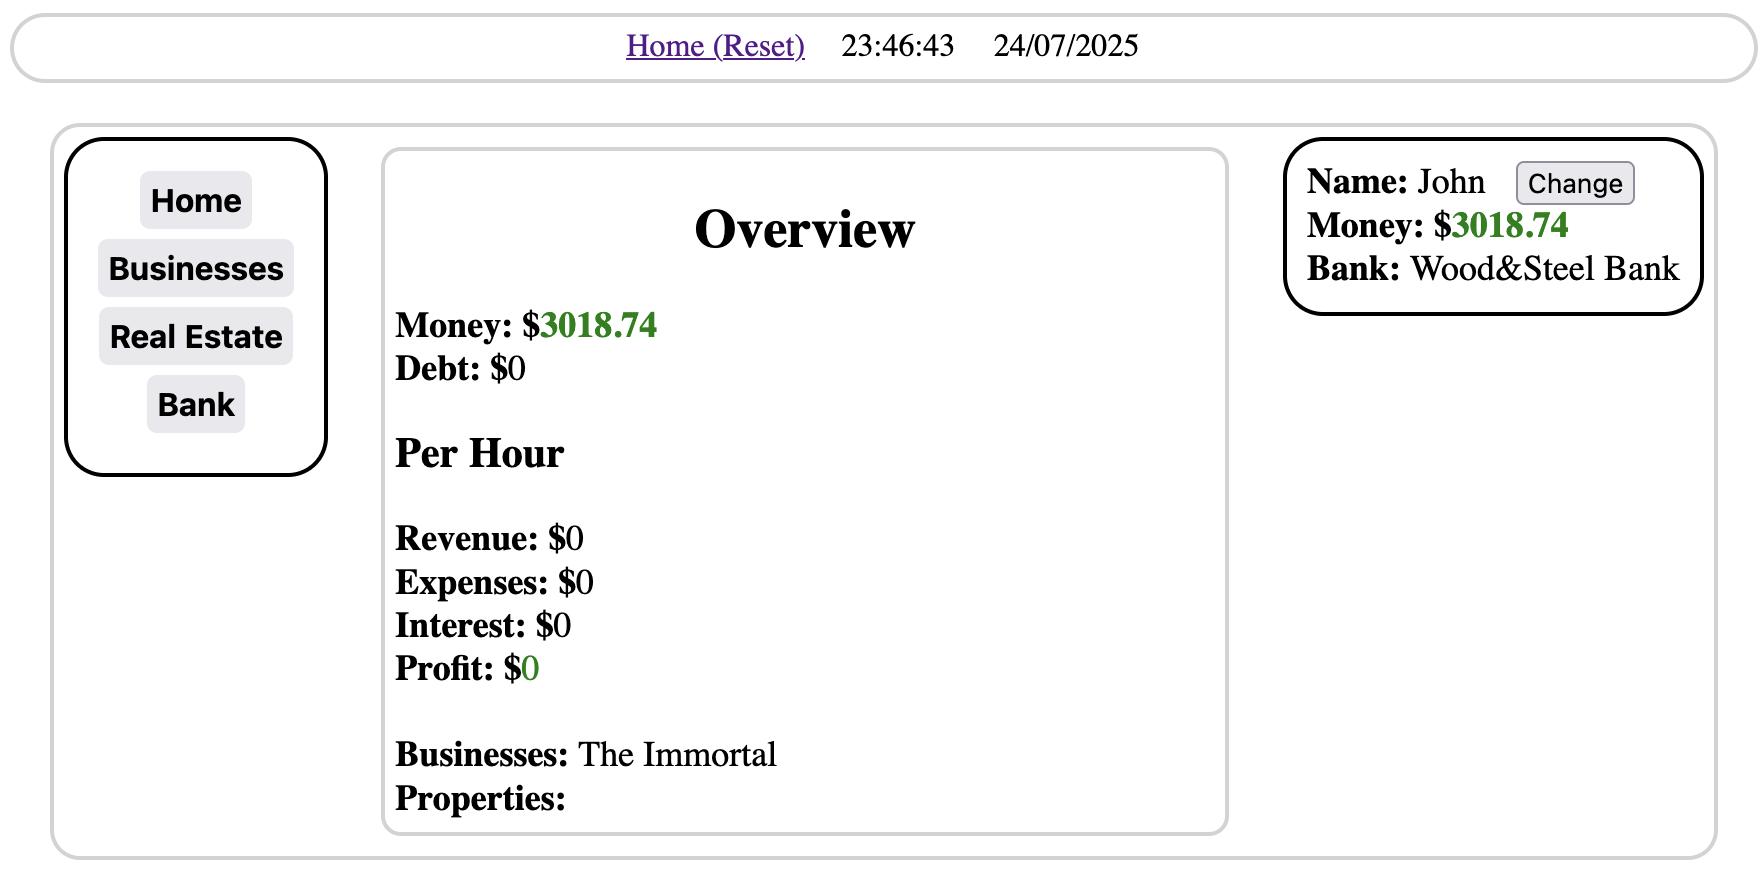 Home (Reset) 23:46:43 24/07/2025
Home
Businesses
Real Estate
Bank
Overview
Money: $3018.74
Debt: $0
Per Hour
Revenue: $0
Expenses: $0
Interest: $0
Profit: $0
Businesses: The Immortal
Properties:
Name: John Change
Money: $3018.74
Bank: Wood&Steel Bank